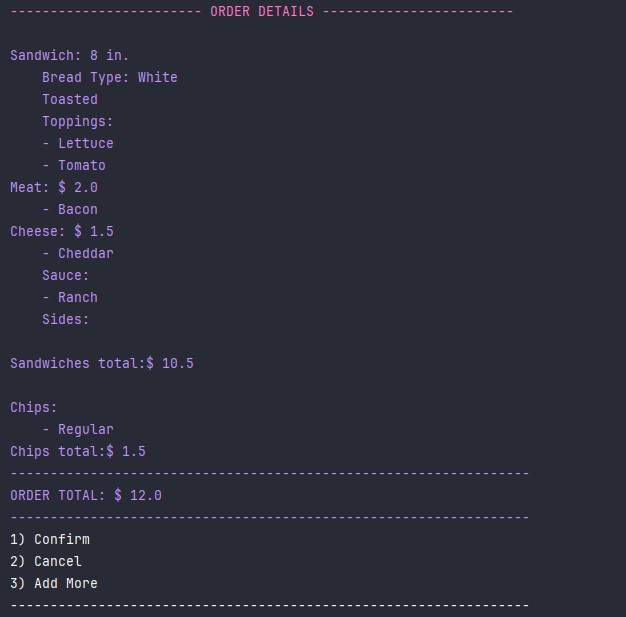 ------------------------ ORDER DETAILS ------------------------
Sandwich: 8 in.
Bread Type: White
Toasted
Toppings:
- Lettuce
- Tomato
Meat: $ 2.0
- Bacon
Cheese: $ 1.5
- Cheddar
Sauce:
- Ranch
Sides:
Sandwiches total:$ 10.5
Chips:
- Regular
Chips total:$ 1.5
-----------------------------------------------------------------
ORDER TOTAL: $ 12.0
-----------------------------------------------------------------
1) Confirm
2) Cancel
3) Add More
-----------------------------------------------------------------